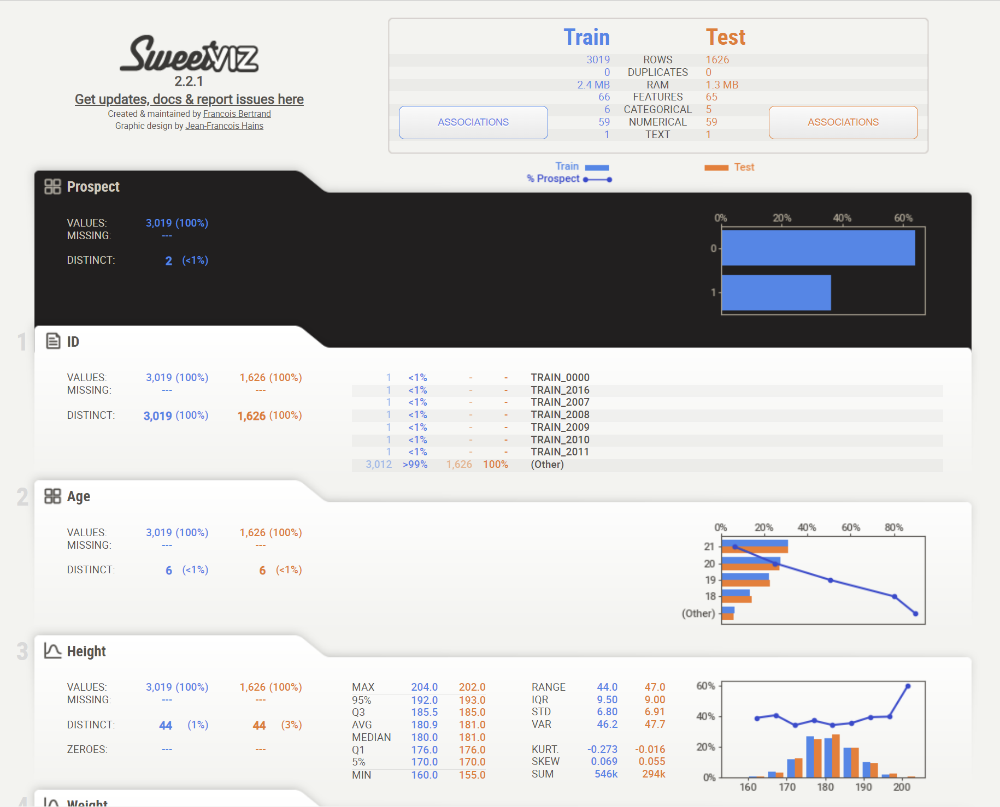 SweetVIZ
2.2.1
Get updates, docs & report issues here
Created & maintained by Francois Bertrand
Graphic design by Jean-Francois Hains
Train Test
3019 ROWS 1626
0 DUPLICATES 0
2.4 MB RAM 1.3 MB
66 FEATURES 65
6 CATEGORICAL 5
59 NUMERICAL 59
1 TEXT 1
ASSOCIATIONS
ASSOCIATIONS
Train Test
% Prospect
Prospect
VALUES: 3,019 (100%)
MISSING: ---
DISTINCT: 2 (<1%)
0% 20% 40% 60%
0
1
1 ID
VALUES: 3,019 (100%) 1,626 (100%)
MISSING: --- ---
DISTINCT: 3,019 (100%) 1,626 (100%)
1 <1% - - TRAIN_0000
1 <1% - - TRAIN_2016
1 <1% - - TRAIN_2007
1 <1% - - TRAIN_2008
1 <1% - - TRAIN_2009
1 <1% - - TRAIN_2010
1 <1% - - TRAIN_2011
3,012 >99% 1,626 100% (Other)
2 Age
VALUES: 3,019 (100%) 1,626 (100%)
MISSING: --- ---
DISTINCT: 6 (<1%) 6 (<1%)
0% 20% 40% 60% 80%
21
20
19
18
(Other)
3 Height
VALUES: 3,019 (100%) 1,626 (100%)
MISSING: --- ---
DISTINCT: 44 (1%) 44 (3%)
ZEROES: --- ---
MAX 204.0 202.0
95% 192.0 193.0
Q3 185.5 185.0
AVG 180.9 181.0
MEDIAN 180.0 181.0
Q1 176.0 176.0
5% 170.0 170.0
MIN 160.0 155.0
RANGE 44.0 47.0
IQR 9.50 9.00
STD 6.80 6.91
VAR 46.2 47.7
KURT. -0.273 -0.016
SKEW 0.069 0.055
SUM 546k 294k
60%
40%
20%
0%
160 170 180 190 200
4 Weight